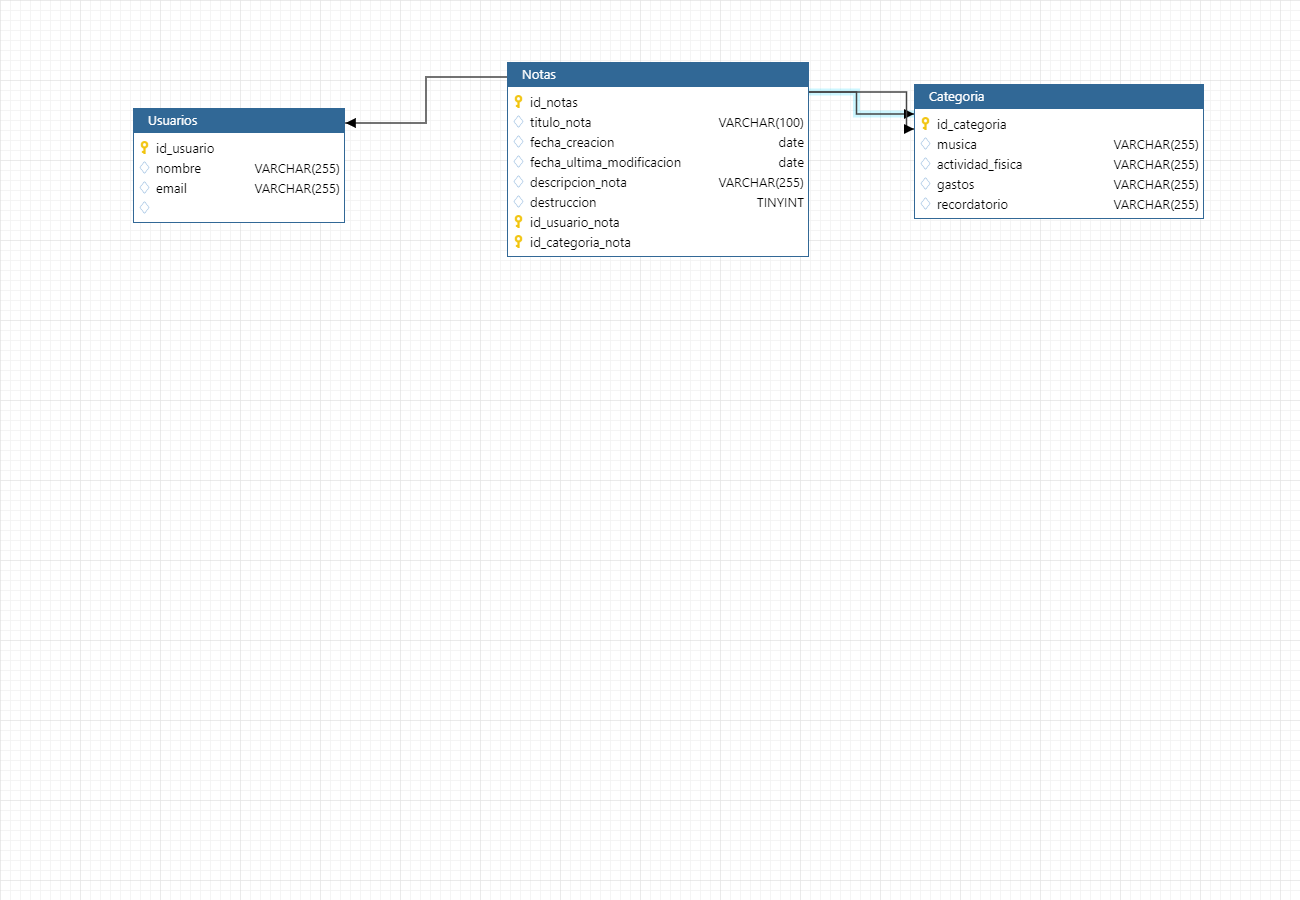 Usuarios
id_usuario
nombre VARCHAR(255)
email VARCHAR(255)
Notas
id_notas
titulo_nota VARCHAR(100)
fecha_creacion date
fecha_ultima_modificacion date
descripcion_nota VARCHAR(255)
destruccion TINYINT
id_usuario_nota
id_categoria_nota
Categoria
id_categoria
musica VARCHAR(255)
actividad_fisica VARCHAR(255)
gastos VARCHAR(255)
recordatorio VARCHAR(255)